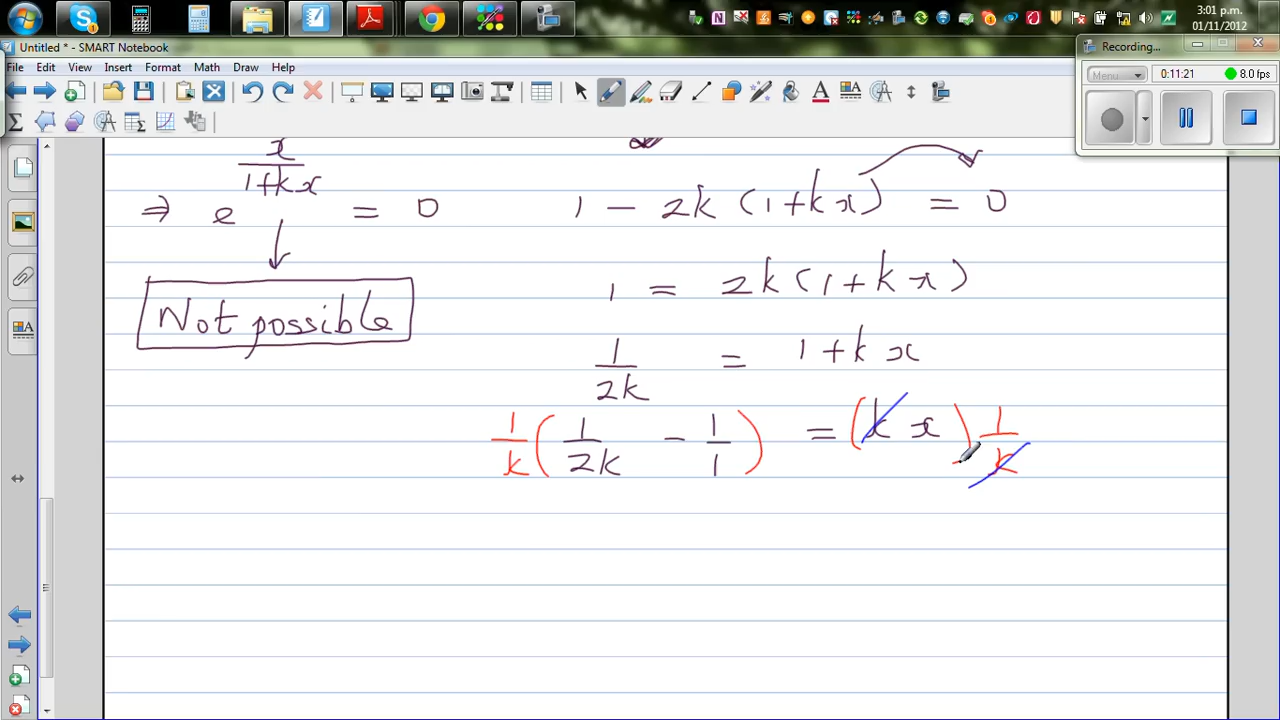 3:01 p.m.
01/11/2012
Untitled * - SMART Notebook
Recording...
File Edit View Insert Format Math Draw Help
Menu 0:11:21 8.0 fps
x
1+kx
⇒ e = 0 1 - 2k (1+kx) = 0
1 = 2k (1+kx)
Not possible
1/2k = 1+kx
1/k (1/2k - 1/1) = (kx) 1/k